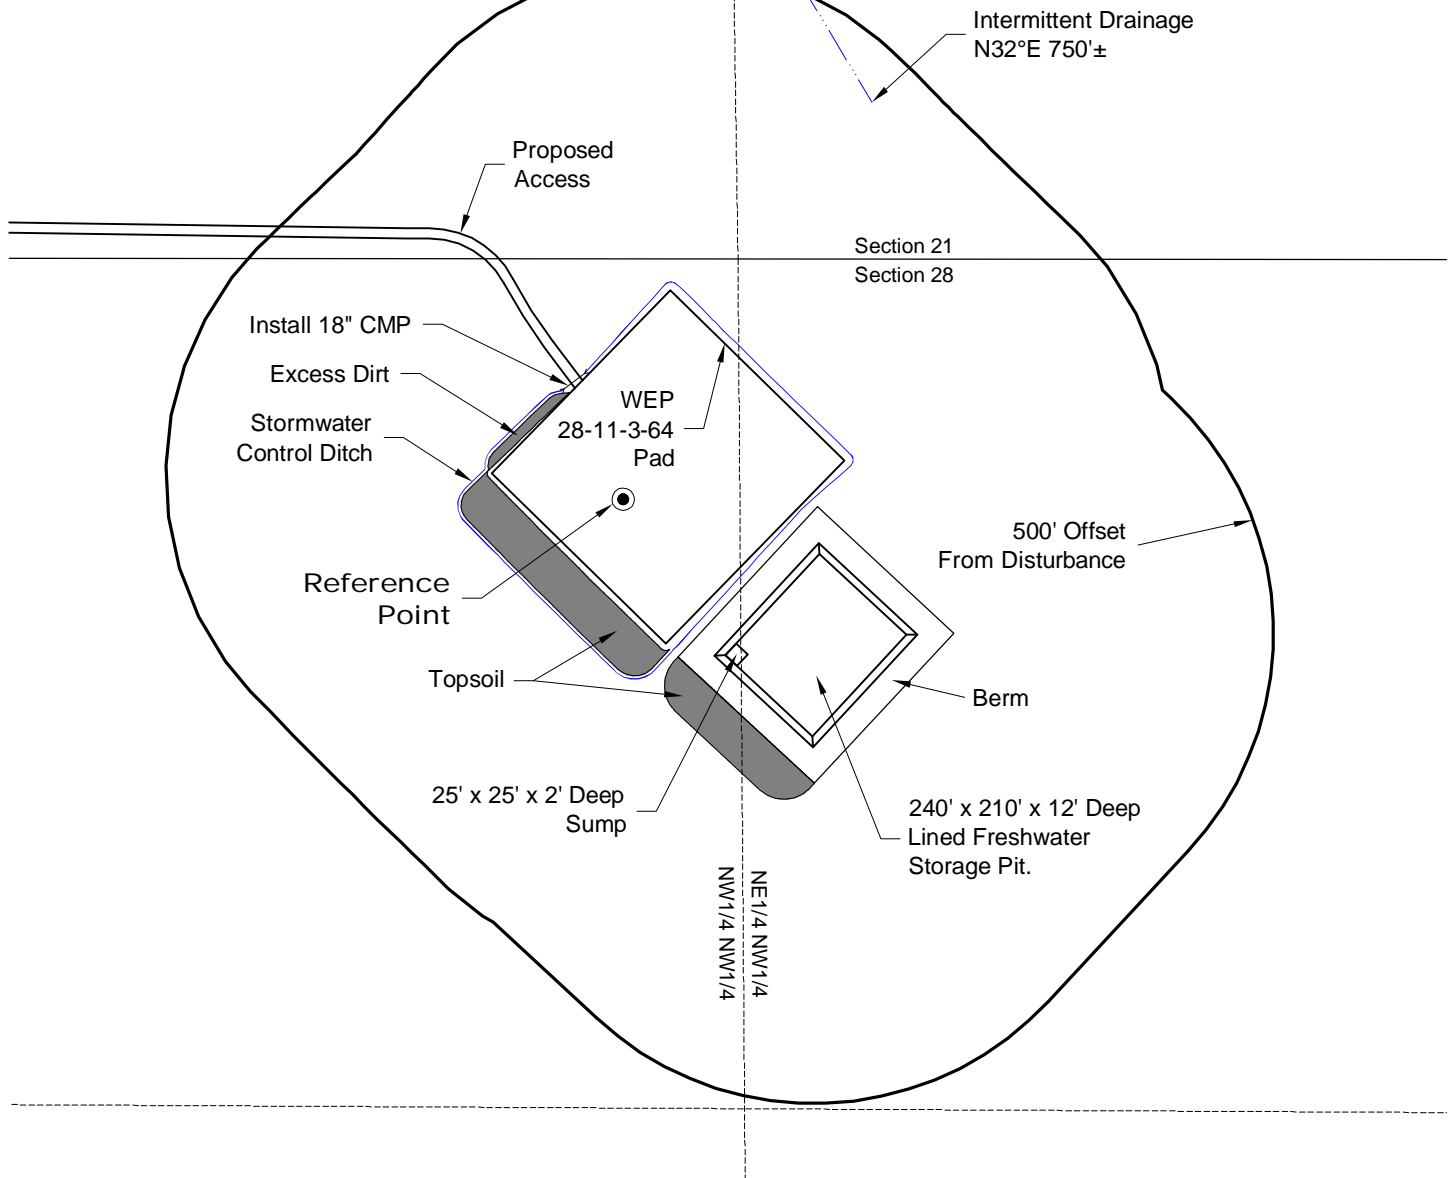 Intermittent Drainage
N32°E 750'±
Proposed
Access
Section 21
Section 28
Install 18" CMP
Excess Dirt
Stormwater
Control Ditch
WEP
28-11-3-64
Pad
500' Offset
From Disturbance
Reference
Point
Topsoil
Berm
25' x 25' x 2' Deep
Sump
240' x 210' x 12' Deep
Lined Freshwater
Storage Pit.
NE1/4 NW1/4
NW1/4 NW1/4